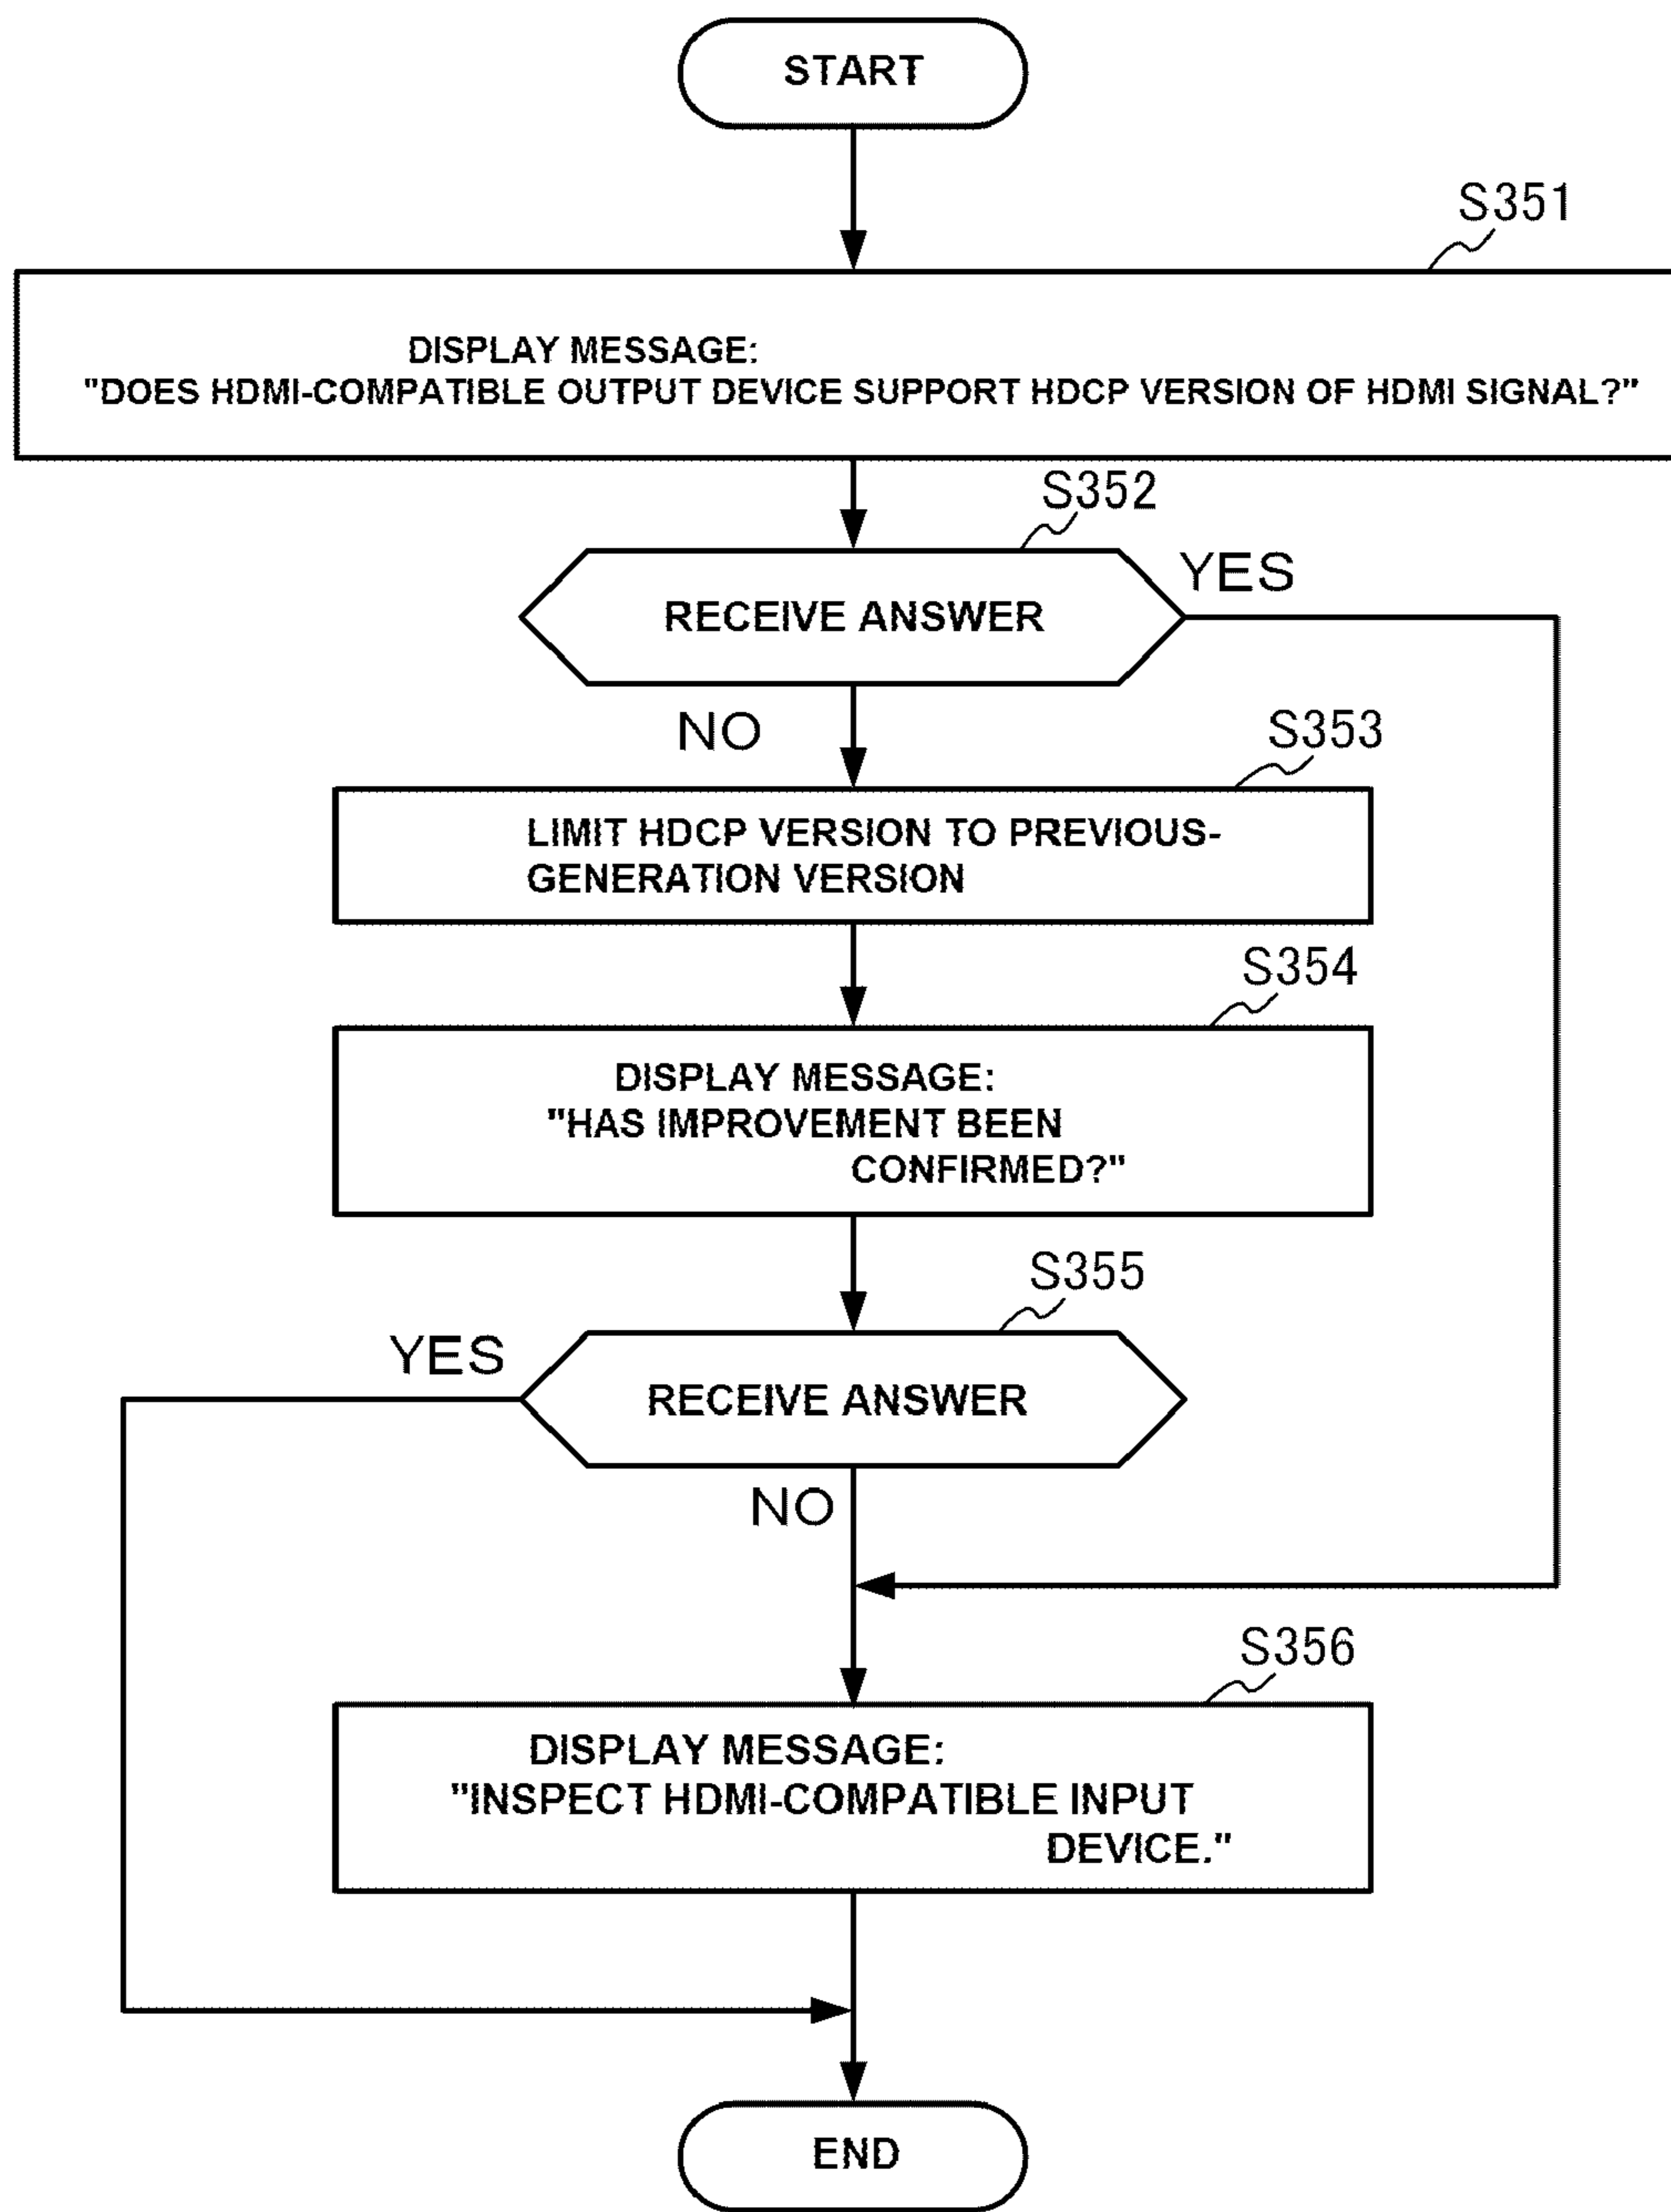 START
S351
DISPLAY MESSAGE:
"DOES HDMI-COMPATIBLE OUTPUT DEVICE SUPPORT HDCP VERSION OF HDMI SIGNAL?"
S352
YES
RECEIVE ANSWER
NO
S353
LIMIT HDCP VERSION TO PREVIOUS-
GENERATION VERSION
S354
DISPLAY MESSAGE:
"HAS IMPROVEMENT BEEN
CONFIRMED?"
S355
YES
RECEIVE ANSWER
NO
S356
DISPLAY MESSAGE:
"INSPECT HDMI-COMPATIBLE INPUT
DEVICE."
END